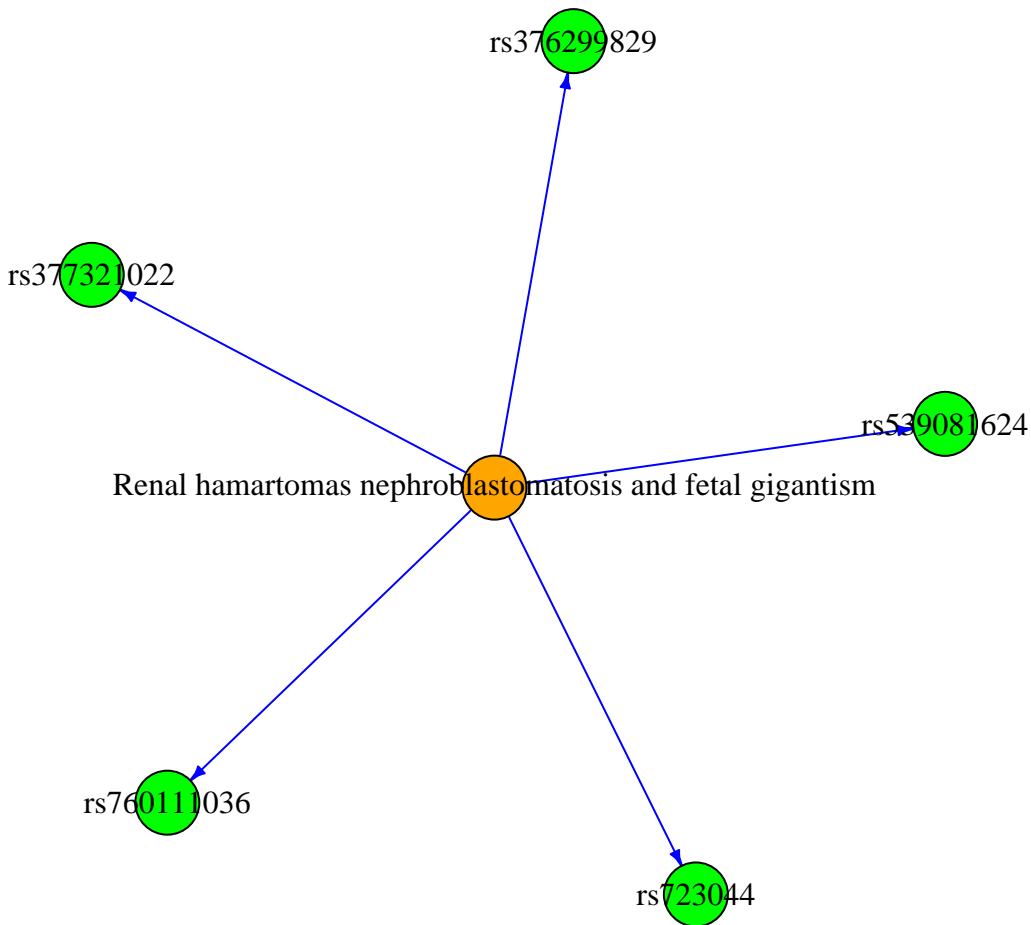 rs376299829
rs377321022
rs539081624
Renal hamartomas nephroblastomatosis and fetal gigantism
rs760111036
rs723044